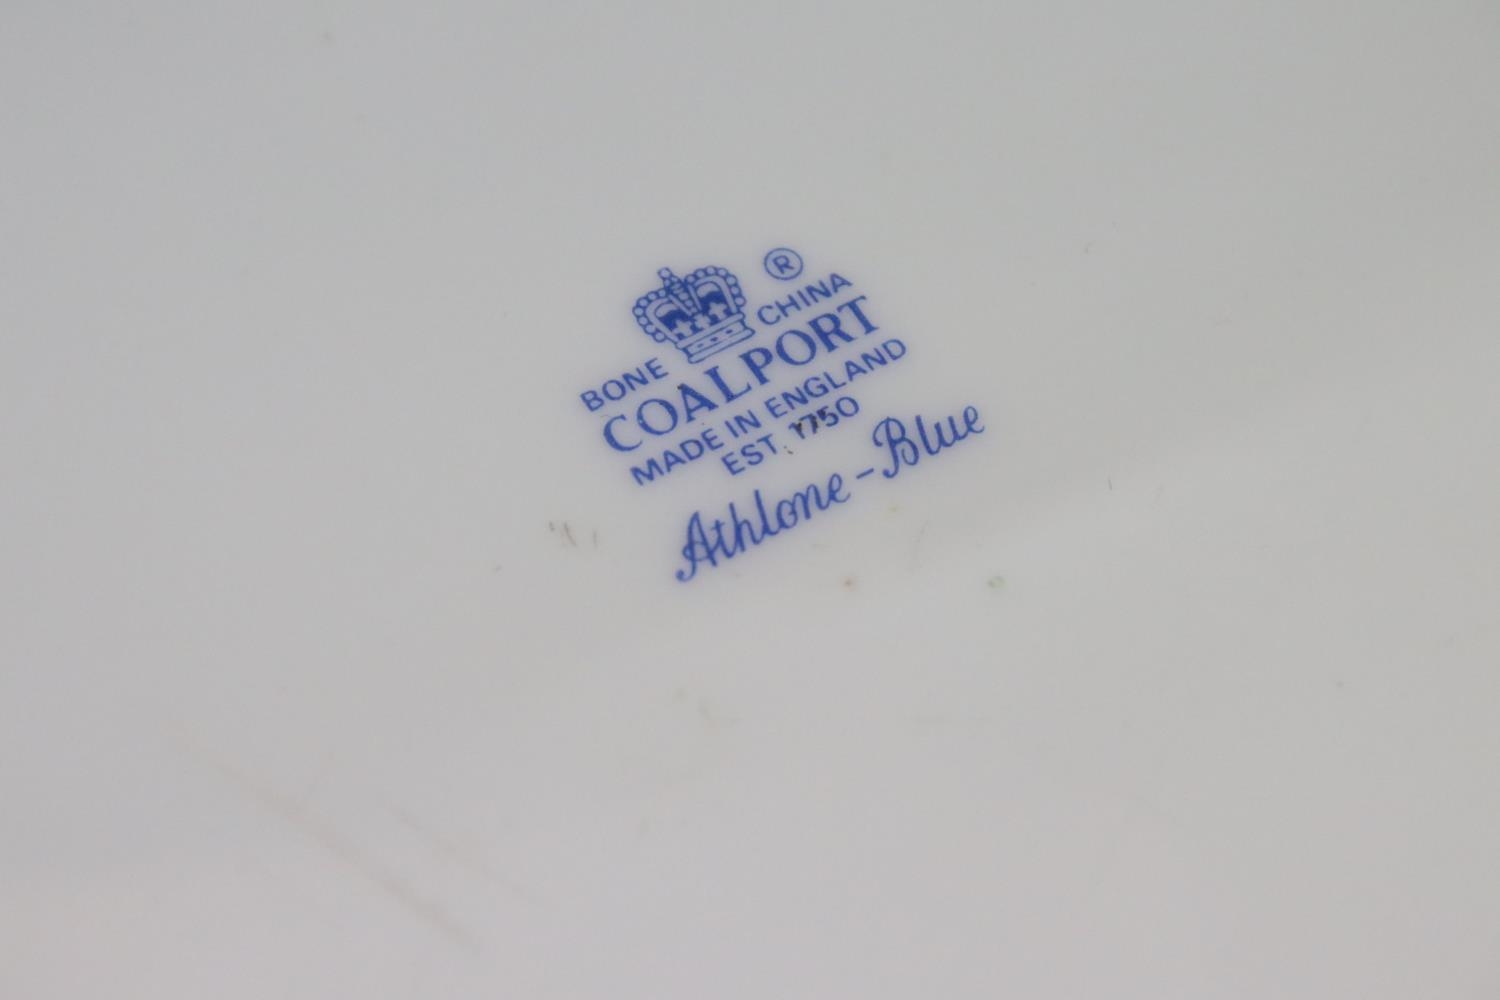 ®
BONE CHINA
COALPORT
MADE IN ENGLAND
EST. 1750
Athlone-Blue